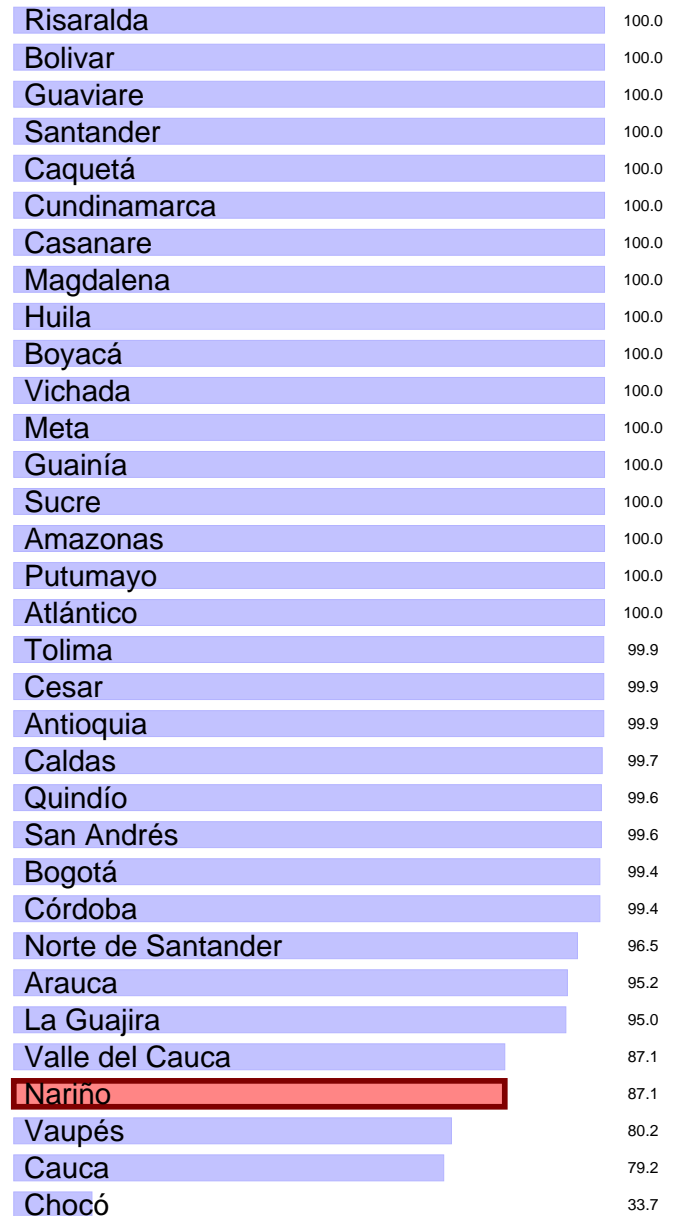 Risaralda 100.0
Bolivar 100.0
Guaviare 100.0
Santander 100.0
Caquetá 100.0
Cundinamarca 100.0
Casanare 100.0
Magdalena 100.0
Huila 100.0
Boyacá 100.0
Vichada 100.0
Meta 100.0
Guainía 100.0
Sucre 100.0
Amazonas 100.0
Putumayo 100.0
Atlántico 100.0
Tolima 99.9
Cesar 99.9
Antioquia 99.9
Caldas 99.7
Quindío 99.6
San Andrés 99.6
Bogotá 99.4
Córdoba 99.4
Norte de Santander 96.5
Arauca 95.2
La Guajira 95.0
Valle del Cauca 87.1
Nariño 87.1
Vaupés 80.2
Cauca 79.2
Chocó 33.7